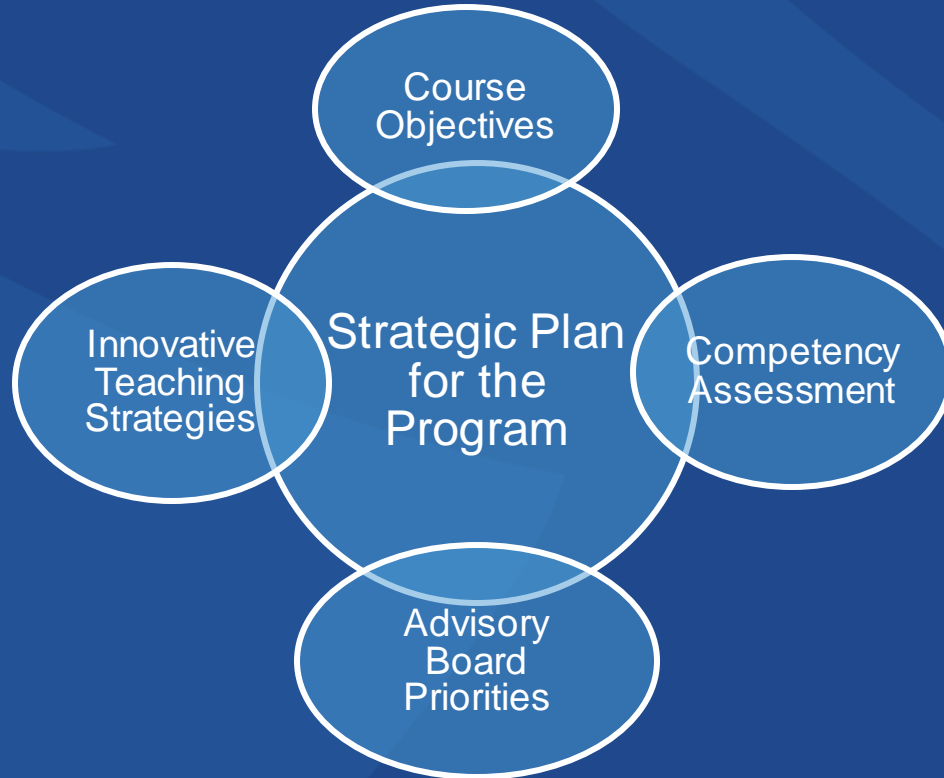 Course
Objectives
Innovative
Teaching
Strategies
Strategic Plan
for the
Program
Competency
Assessment
Advisory
Board
Priorities